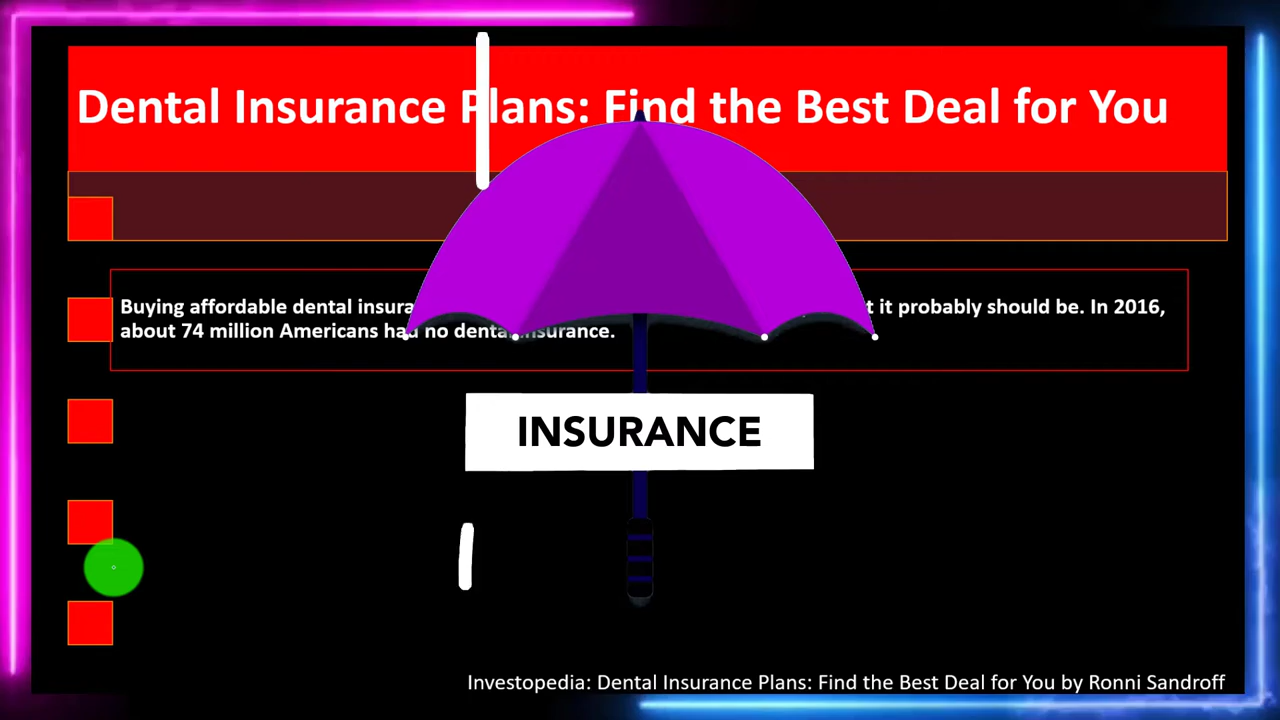 Dental Insurance Plans: Find the Best Deal for You
Buying affordable dental insura t it probably should be. In 2016,
about 74 million Americans had no dental insurance.
INSURANCE
Investopedia: Dental Insurance Plans: Find the Best Deal for You by Ronni Sandroff